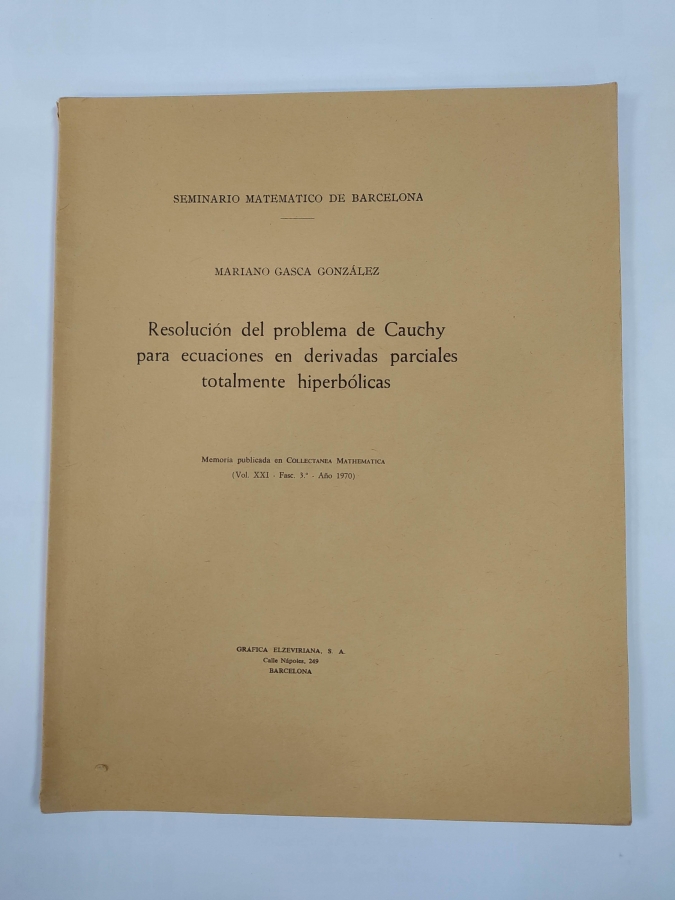 SEMINARIO MATEMATICO DE BARCELONA
MARIANO GASCA GONZÁLEZ
Resolución del problema de Cauchy
para ecuaciones en derivadas parciales
totalmente hiperbólicas
Memoria publicada en COLLECTANEA MATHEMATICA
(Vol. XXI - Fasc. 3.º - Año 1970)
GRAFICA ELZEVIRIANA, S. A.
Calle Nápoles, 249
BARCELONA